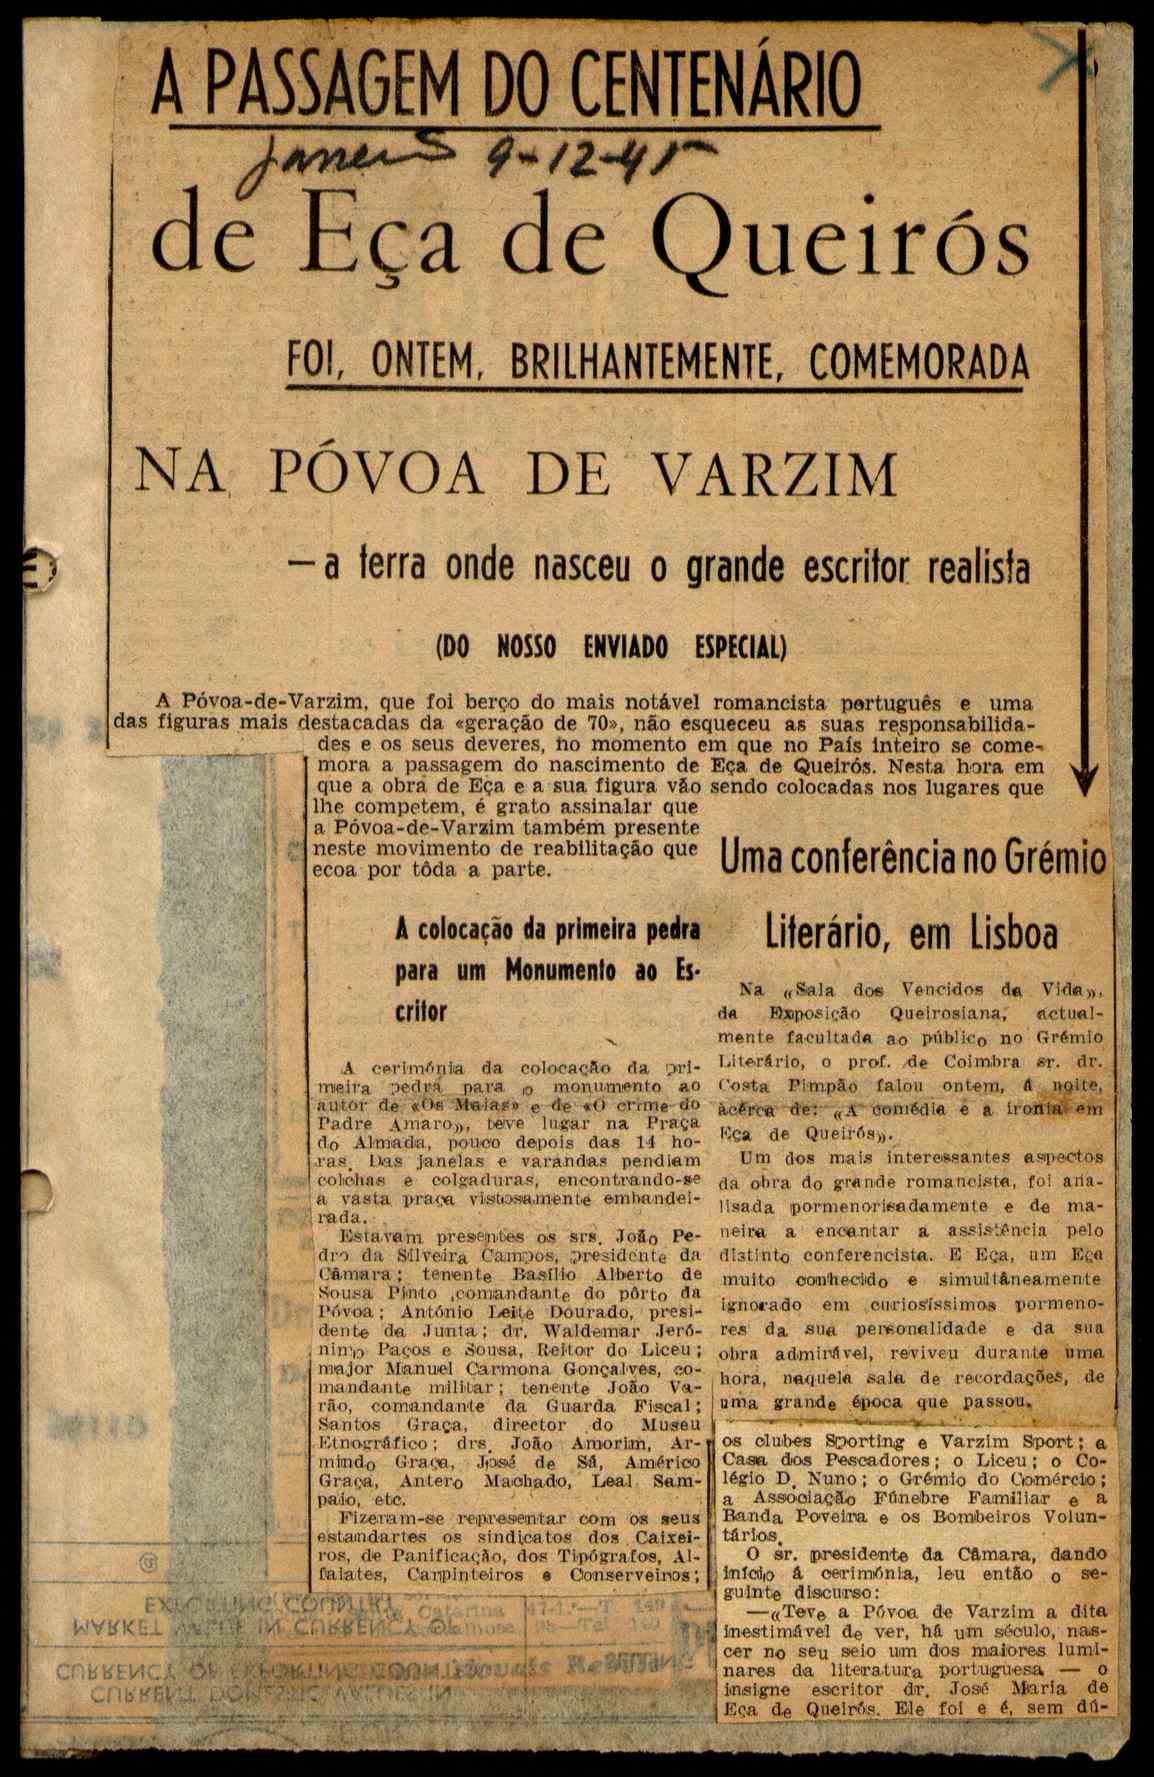 A PASSAGEM DO CENTENÁRIO
9-12-45
de Eça de Queirós
FOI, ONTEM, BRILHANTEMENTE, COMEMORADA
NA PÓVOA DE VARZIM
— a terra onde nasceu o grande escritor realista
(DO NOSSO ENVIADO ESPECIAL)
A Póvoa-de-Varzim, que foi berço do mais notável romancista português e uma
das figuras mais destacadas da «geração de 70», não esqueceu as suas responsabilida-
des e os seus deveres, no momento em que no País inteiro se come-
mora a passagem do nascimento de Eça de Queirós. Nesta hora em
que a obra de Eça e a sua figura vão sendo colocadas nos lugares que
lhe competem, é grato assinalar que
a Póvoa-de-Varzim também presente
neste movimento de reabilitação que
ecoa por tôda a parte.
A colocação da primeira pedra
para um Monumento ao Es-
critor
A cerimónia da colocação da pri-
meira pedra para o monumento ao
autor de «Os Maias» e de «O crime do
Padre Amaro», teve lugar na Praça
do Almada, pouco depois das 14 ho-
ras. Das janelas e varandas pendiam
colchas e colgaduras, encontrando-se
a vasta praça vistosamente embandei-
rada.
Estavam presentes os srs. João Pe-
dro da Silveira Campos, presidente da
Câmara; tenente Basílio Alberto de
Sousa Pinto ,comandante do pôrto da
Póvoa; António Leite Dourado, presi-
dente da Junta; dr. Waldemar Jeró-
nimo Paços e Sousa, Reitor do Liceu;
major Manuel Carmona Gonçalves, co-
mandante militar; tenente João Va-
rão, comandante da Guarda Fiscal;
Santos Graça, director do Museu
Etnográfico; drs. João Amorim, Ar-
mindo Graça, José de Sá, Américo
Graça, Antero Machado, Leal Sam-
paio, etc.
Fizeram-se representar com os seus
estandartes os sindicatos dos Caixei-
ros, de Panificação, dos Tipógrafos, Al-
faiates, Carpinteiros e Conserveiros;
Uma conferência no Grémio
Literário, em Lisboa
Na «Sala dos Vencidos da Vida»,
da Exposição Queirosiana, actual-
mente facultada ao público no Grémio
Literário, o prof. de Coimbra sr. dr.
Costa Pimpão falou ontem, á noite,
àcêrca de: «A comédia e a ironia em
Eça de Queirós».
Um dos mais interessantes aspectos
da obra do grande romancista, foi ana-
lisada pormenorisadamente e de ma-
neira a encantar a assistência pelo
distinto conferencista. E Eça, um Eça
muito conhecido e simultâneamente
ignorado em curiosíssimos pormeno-
res da sua personalidade e da sua
obra admirável, reviveu durante uma
hora, naquela sala de recordações, de
uma grande época que passou.
os clubes Sporting e Varzim Sport; a
Casa dos Pescadores; o Liceu; o Co-
légio D. Nuno; o Grémio do Comércio;
a Associação Fúnebre Familiar e a
Banda Poveira e os Bombeiros Volun-
tários.
O sr. presidente da Câmara, dando
início á cerimónia, leu então o se-
guinte discurso:
—«Teve a Póvoa de Varzim a dita
inestimável de ver, há um século, nas-
cer no seu seio um dos maiores lumi-
nares da literatura portuguesa — o
insigne escritor dr. José Maria de
Eça de Queirós. Ele foi e é, sem dú-
EXPORTING COUNTRY
MARKET VALUE IN CURRENCY OF
CURRENCY OF EXPORTING COUNTRY
CURRENT DOMESTIC VALUES IN